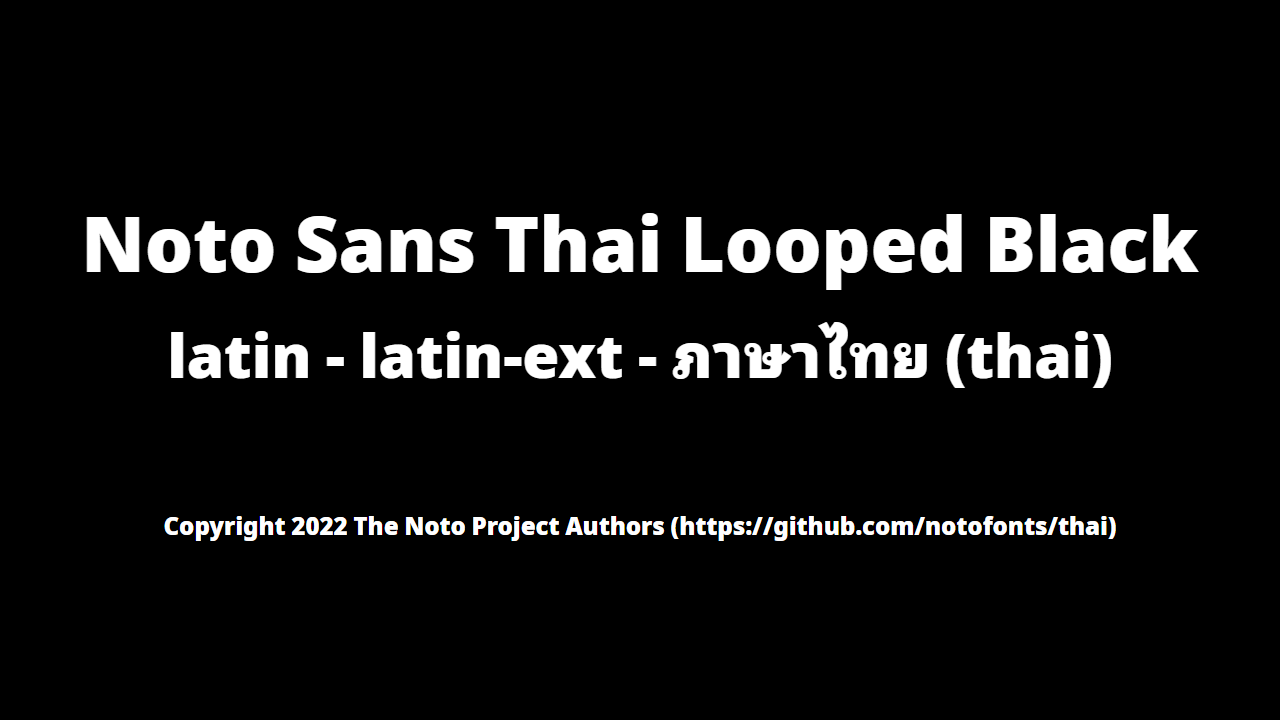 Noto Sans Thai Looped Black
latin - latin-ext - ภาษาไทย (thai)
Copyright 2022 The Noto Project Authors (https://github.com/notofonts/thai)